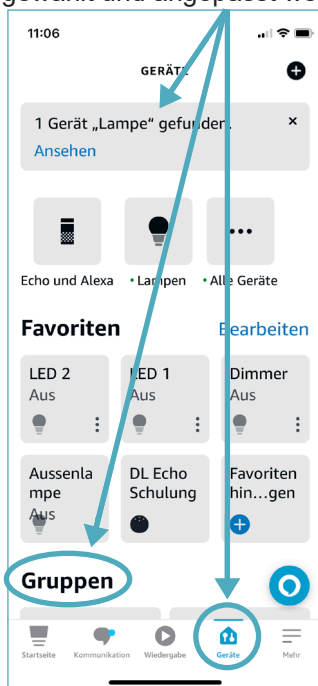 gewählt und angepasst we
11:06
GERÄTE
1 Gerät „Lampe“ gefunden.
×
Ansehen
Echo und Alexa
Lampen
Alle Geräte
Favoriten
Bearbeiten
LED 2
LED 1
Dimmer
Aus
Aus
Aus
Aussenla
DL Echo
Favoriten
mpe
Schulung
hin…gen
Aus
Gruppen
Startseite
Kommunikation
Wiedergabe
Geräte
Mehr